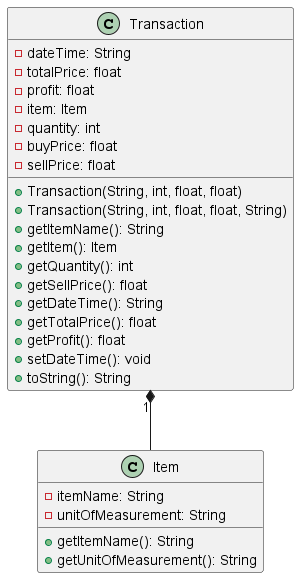 C Transaction
dateTime: String
totalPrice: float
profit: float
item: Item
quantity: int
buyPrice: float
sellPrice: float
Transaction(String, int, float, float)
Transaction(String, int, float, float, String)
getItemName(): String
getItem(): Item
getQuantity(): int
getSellPrice(): float
getDateTime(): String
getTotalPrice(): float
getProfit(): float
setDateTime(): void
toString(): String
1
C Item
itemName: String
unitOfMeasurement: String
getItemName(): String
getUnitOfMeasurement(): String